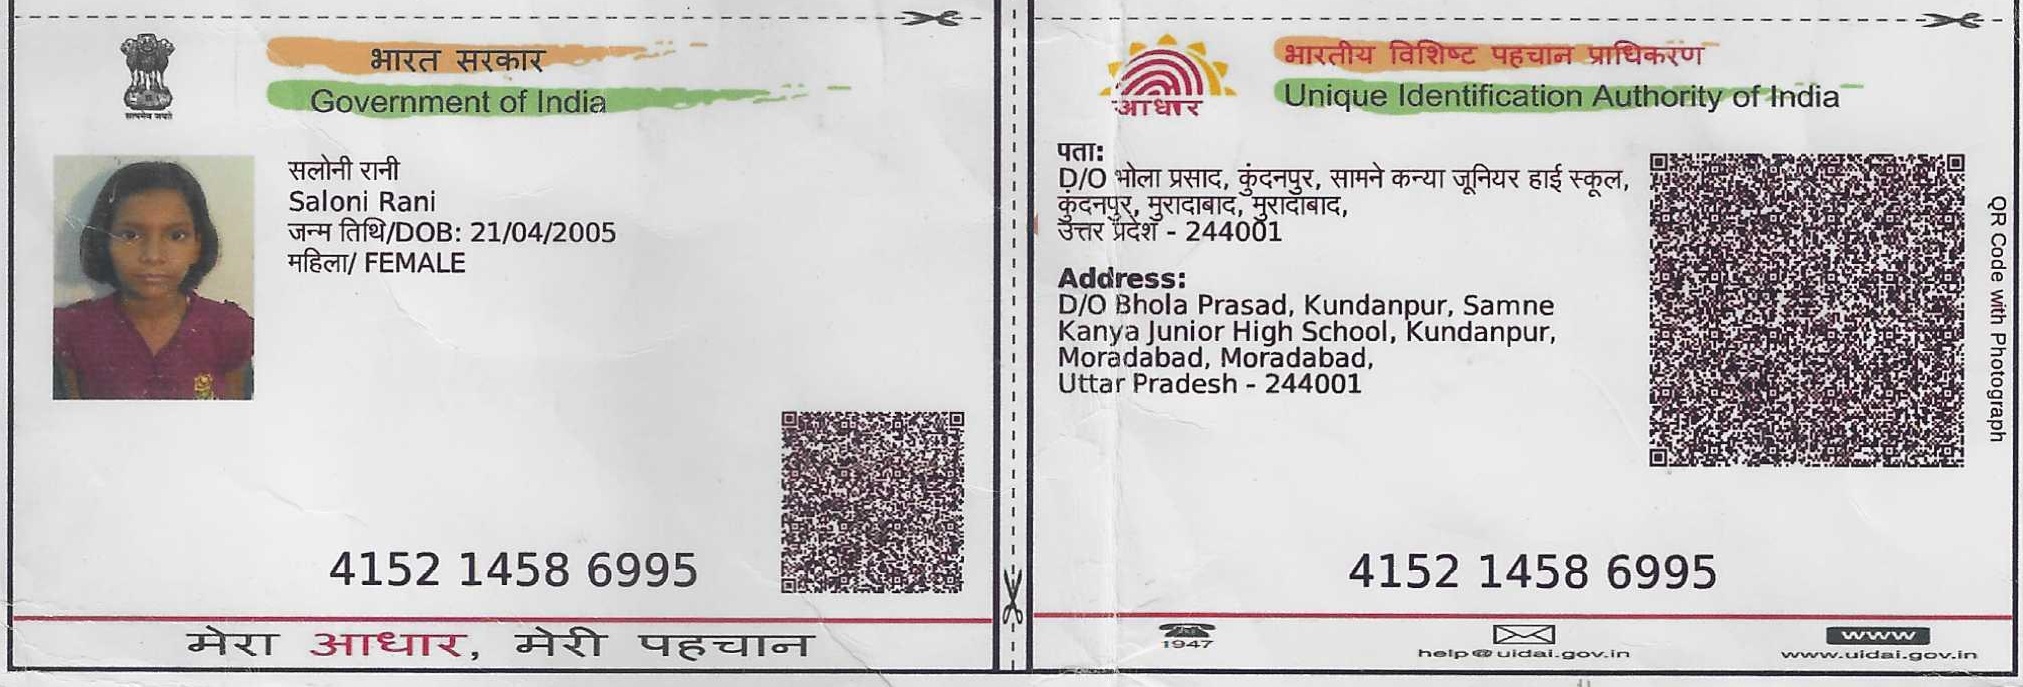 भारत सरकार
Government of India
सत्यमेव जयते
सलोनी रानी
Saloni Rani
जन्म तिथि/DOB: 21/04/2005
महिला/ FEMALE
4152 1458 6995
मेरा आधार, मेरी पहचान
भारतीय विशिष्ट पहचान प्राधिकरण
Unique Identification Authority of India
आधार
पता:
D/O भोला प्रसाद, कुंदनपुर, सामने कन्या जूनियर हाई स्कूल,
कुंदनपुर, मुरादाबाद, मुरादाबाद,
उत्तर प्रदेश - 244001
Address:
D/O Bhola Prasad, Kundanpur, Samne
Kanya Junior High School, Kundanpur,
Moradabad, Moradabad,
Uttar Pradesh - 244001
QR Code with Photograph
4152 1458 6995
1947
help@uidai.gov.in
www
www.uidai.gov.in